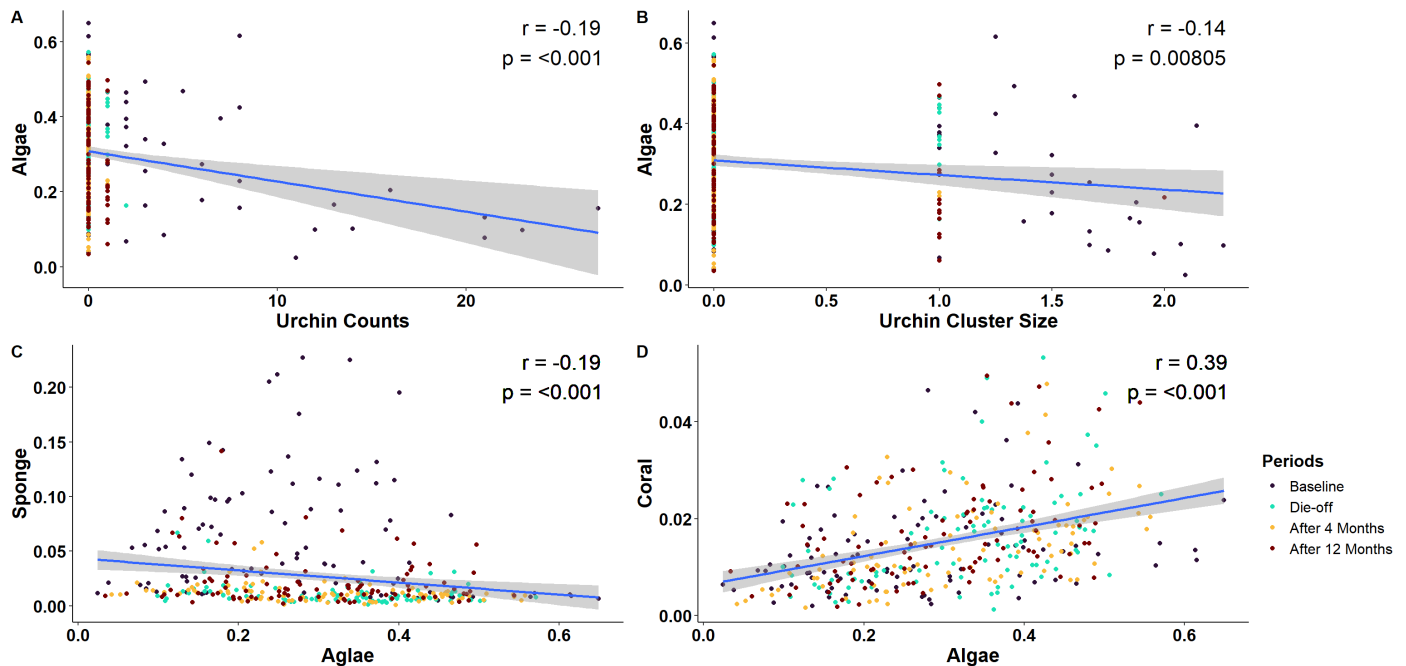 A
r = -0.19
p = <0.001
Algae
0.6
0.4
0.2
0.0
0
10
20
Urchin Counts
B
r = -0.14
p = 0.00805
Algae
0.6
0.4
0.2
0.0
0.0
0.5
1.0
1.5
2.0
Urchin Cluster Size
C
r = -0.19
p = <0.001
Sponge
0.20
0.15
0.10
0.05
0.00
0.0
0.2
0.4
0.6
Aglae
D
r = 0.39
p = <0.001
Coral
0.04
0.02
0.00
0.0
0.2
0.4
0.6
Algae
Periods
Baseline
Die-off
After 4 Months
After 12 Months